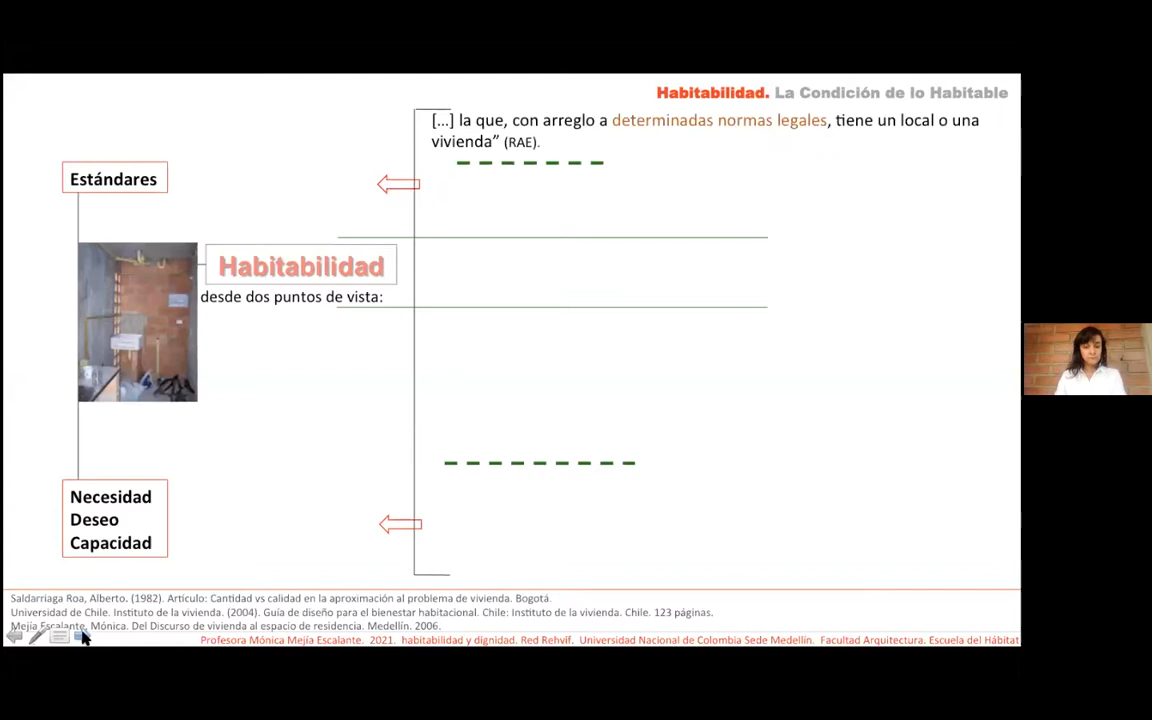 Habitabilidad. La Condición de lo Habitable
[...] la que, con arreglo a determinadas normas legales, tiene un local o una
vivienda” (RAE).
Estándares
Habitabilidad
desde dos puntos de vista:
Necesidad
Deseo
Capacidad
Saldarriaga Roa, Alberto. (1982). Artículo: Cantidad vs calidad en la aproximación al problema de vivienda. Bogotá.
Universidad de Chile. Instituto de la vivienda. (2004). Guía de diseño para el bienestar habitacional. Chile: Instituto de la vivienda. Chile. 123 páginas.
Mejía Escalante, Mónica. Del Discurso de vivienda al espacio de residencia. Medellín. 2006.
Profesora Mónica Mejía Escalante. 2021. habitabilidad y dignidad. Red Rehvif. Universidad Nacional de Colombia Sede Medellín. Facultad Arquitectura. Escuela del Hábitat